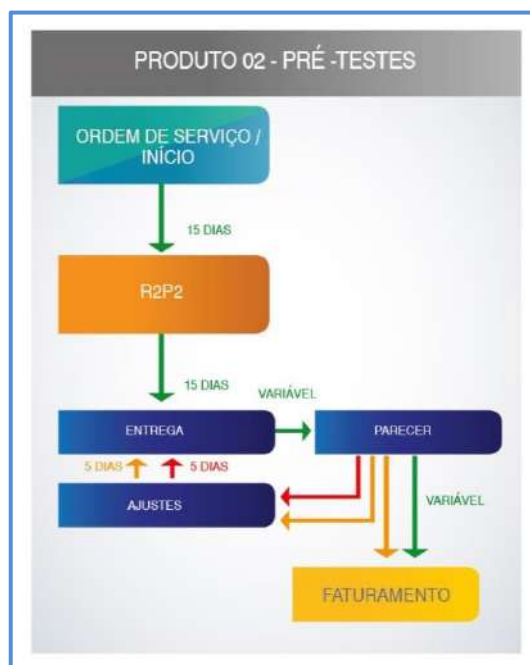 PRODUTO 02 - PRÉ -TESTES
ORDEM DE SERVIÇO /
INÍCIO
15 DIAS
R2P2
15 DIAS
VARIÁVEL
ENTREGA
PARECER
5 DIAS
5 DIAS
AJUSTES
VARIÁVEL
FATURAMENTO